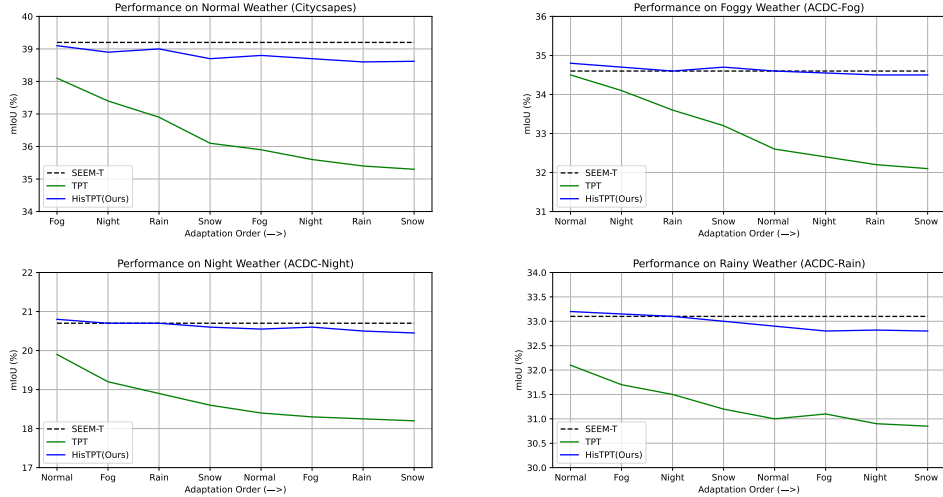 Performance on Normal Weather (Citycsapes)
40
39
38
37
36
35
34
mIoU (%)
SEEM-T
TPT
HisTPT(Ours)
Fog Night Rain Snow Fog Night Rain Snow
Adaptation Order (—>)
Performance on Foggy Weather (ACDC-Fog)
36
35
34
33
32
31
mIoU (%)
SEEM-T
TPT
HisTPT(Ours)
Normal Night Rain Snow Normal Night Rain Snow
Adaptation Order (—>)
Performance on Night Weather (ACDC-Night)
22
21
20
19
18
17
mIoU (%)
SEEM-T
TPT
HisTPT(Ours)
Normal Fog Rain Snow Normal Fog Rain Snow
Adaptation Order (—>)
Performance on Rainy Weather (ACDC-Rain)
34.0
33.5
33.0
32.5
32.0
31.5
31.0
30.5
30.0
mIoU (%)
SEEM-T
TPT
HisTPT(Ours)
Normal Fog Night Snow Normal Fog Night Snow
Adaptation Order (—>)